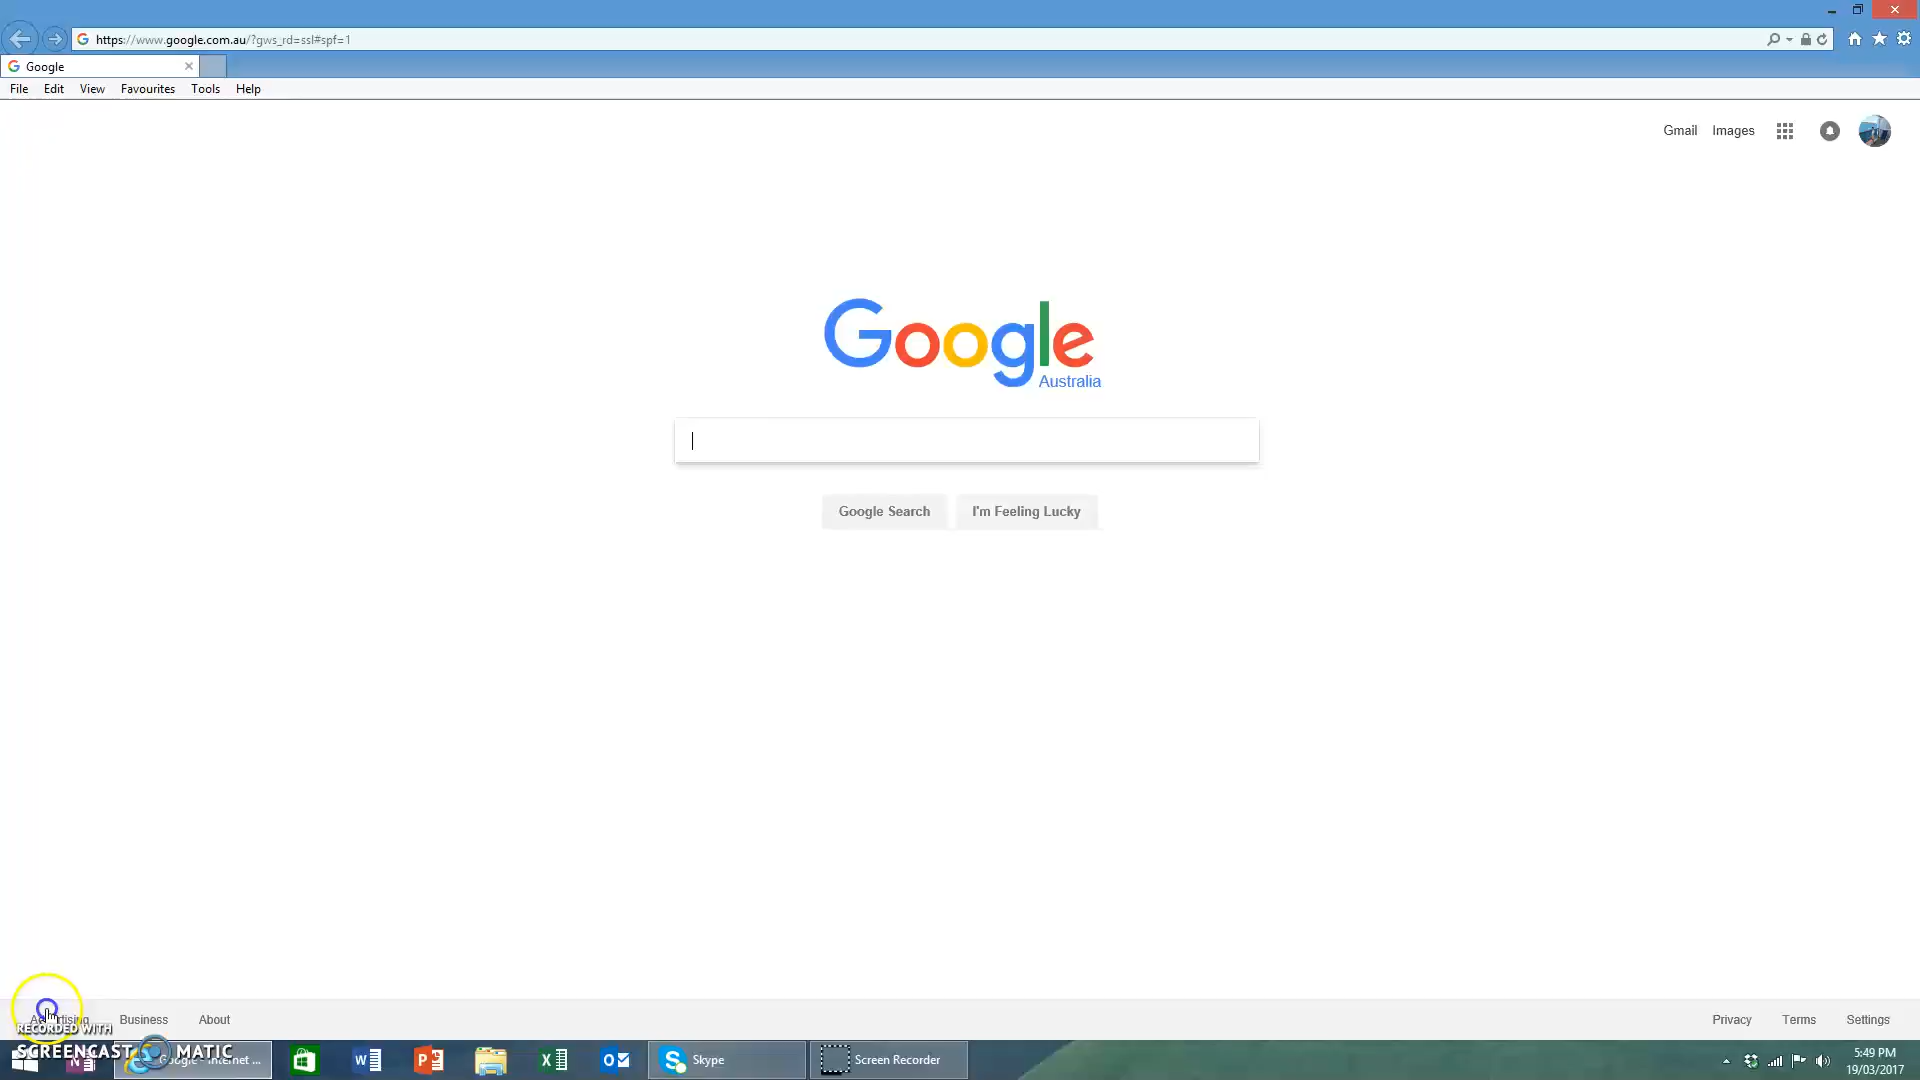 https://www.google.com.au/?gws_rd=ssl#spf=1
Google
File Edit View Favourites Tools Help
Gmail Images
Google
Australia
Google Search I'm Feeling Lucky
Advertising Business About
Privacy Terms Settings
RECORDED WITH
SCREENCAST MATIC
Google - Internet ...
Skype
Screen Recorder
5:49 PM
19/03/2017